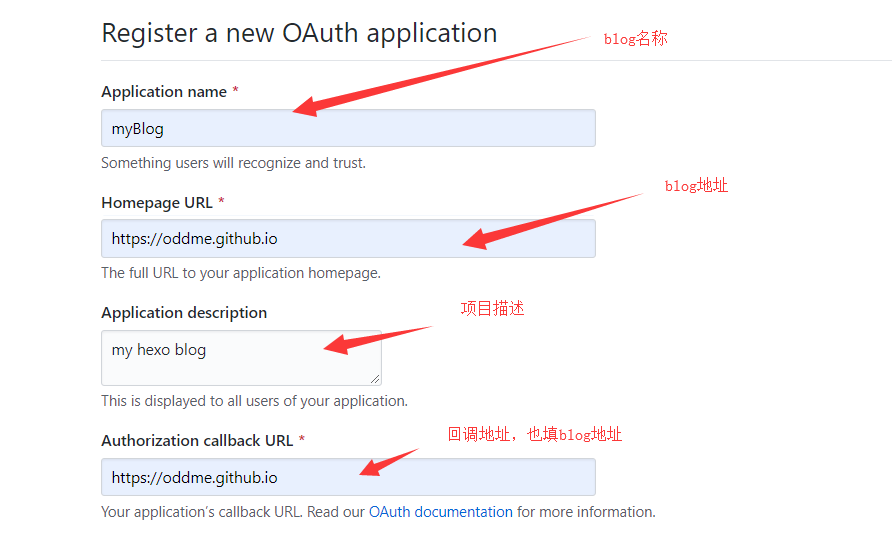 Register a new OAuth application
blog名称
Application name *
myBlog
Something users will recognize and trust.
blog地址
Homepage URL *
https://oddme.github.io
The full URL to your application homepage.
项目描述
Application description
my hexo blog
This is displayed to all users of your application.
回调地址，也填blog地址
Authorization callback URL *
https://oddme.github.io
Your application’s callback URL. Read our OAuth documentation for more information.